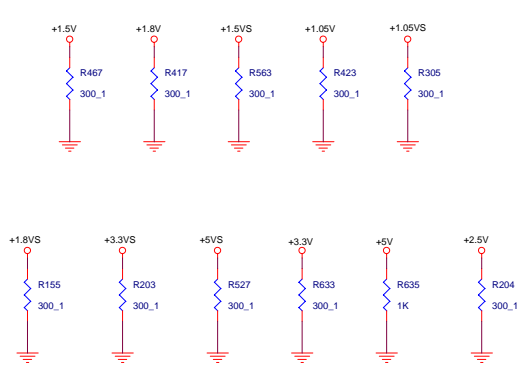 +1.5V +1.8V +1.5VS +1.05V +1.05VS
R467 R417 R563 R423 R305
300_1 300_1 300_1 300_1 300_1
+1.8VS +3.3VS +5VS +3.3V +5V +2.5V
R155 R203 R527 R633 R635 R204
300_1 300_1 300_1 300_1 1K 300_1